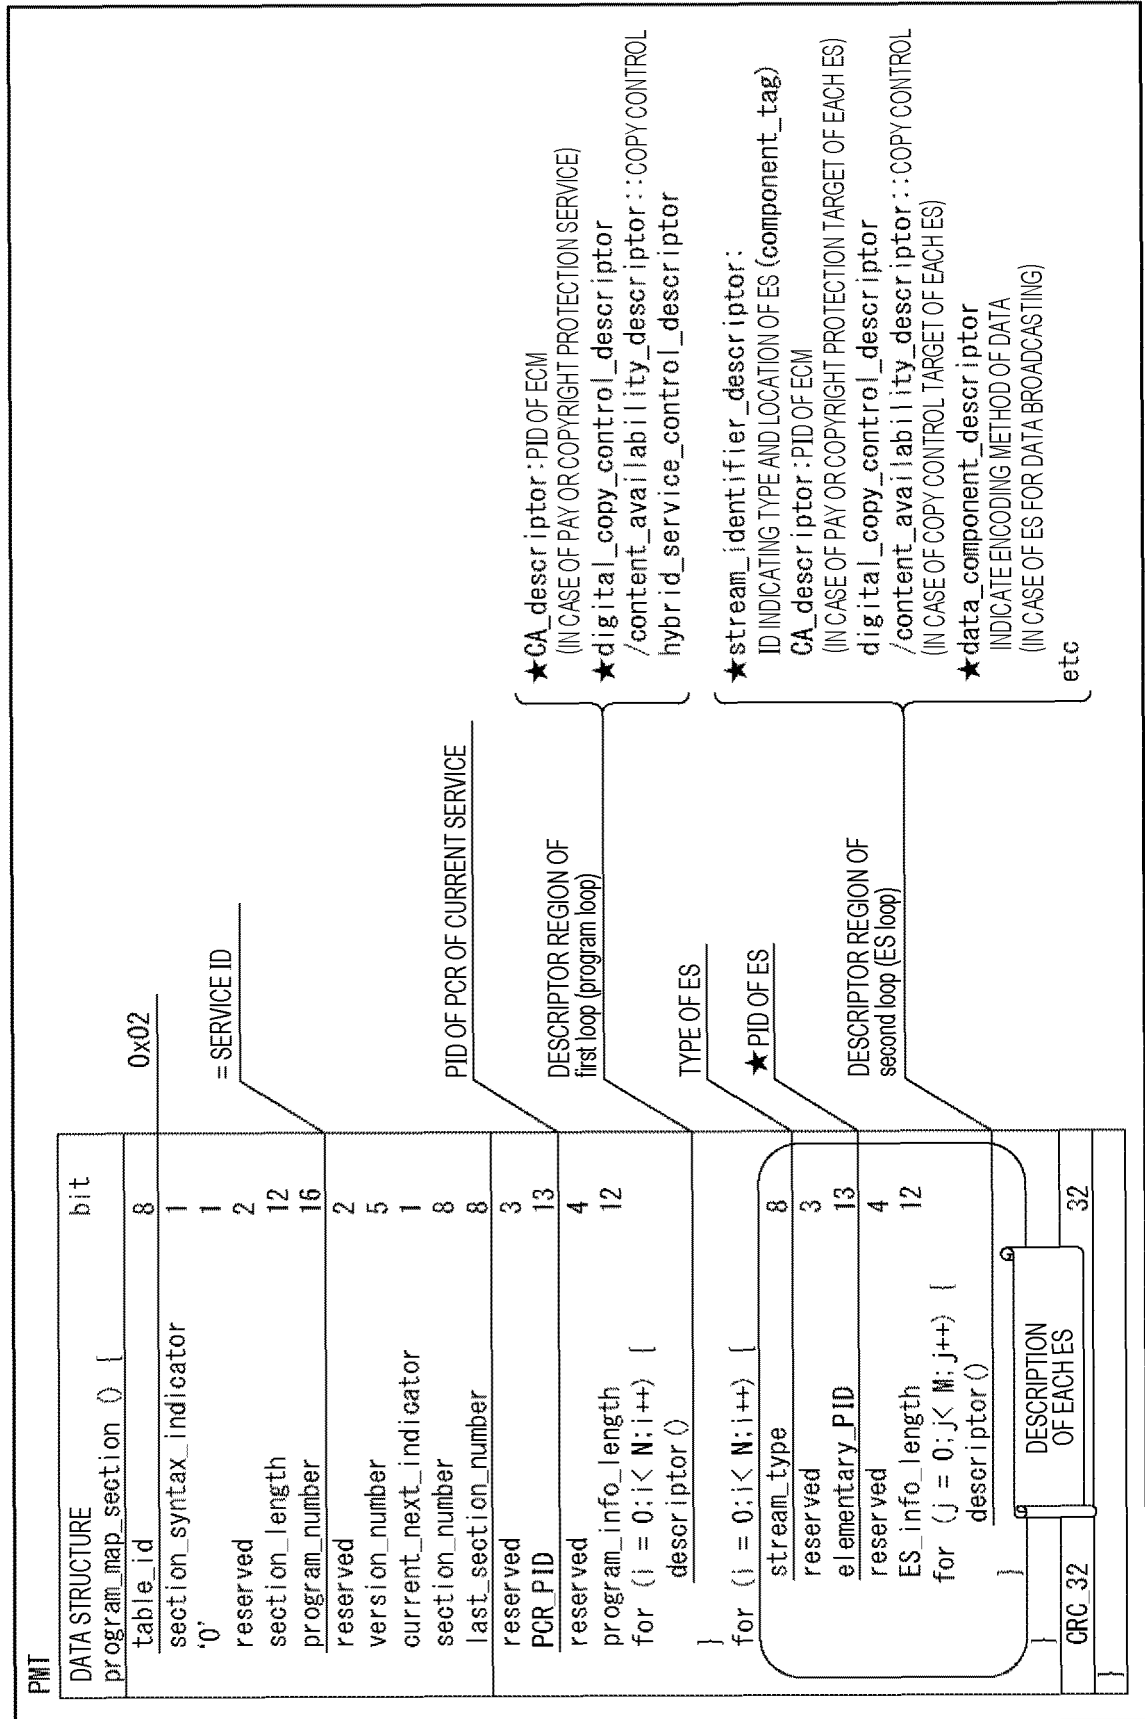 PMT
DATA STRUCTURE bit
program_map_section () {
table_id 8 0x02
section_syntax_indicator 1
'0' 1
reserved 2
section_length 12
program_number 16 = SERVICE ID
reserved 2
version_number 5
current_next_indicator 1
section_number 8
last_section_number 8
reserved 3
PCR_PID 13 PID OF PCR OF CURRENT SERVICE
reserved 4
program_info_length 12
for (i = 0;i< N;i++) {
descriptor()
}
DESCRIPTOR REGION OF
first loop (program loop)
★CA_descriptor:PID OF ECM
(IN CASE OF PAY OR COPYRIGHT PROTECTION SERVICE)
★digital_copy_control_descriptor
/content_availability_descriptor::COPY CONTROL
hybrid_service_control_descriptor
for (i = 0;i< N;i++) {
stream_type 8 TYPE OF ES
reserved 3
elementary_PID 13 ★PID OF ES
reserved 4
ES_info_length 12
for (j = 0;j< M;j++) {
descriptor()
}
DESCRIPTOR REGION OF
second loop (ES loop)
★stream_identifier_descriptor:
ID INDICATING TYPE AND LOCATION OF ES (component_tag)
CA_descriptor:PID OF ECM
(IN CASE OF PAY OR COPYRIGHT PROTECTION TARGET OF EACH ES)
digital_copy_control_descriptor
/content_availability_descriptor::COPY CONTROL
(IN CASE OF COPY CONTROL TARGET OF EACH ES)
★data_component_descriptor
INDICATE ENCODING METHOD OF DATA
(IN CASE OF ES FOR DATA BROADCASTING)
etc
DESCRIPTION
OF EACH ES
}
CRC_32 32
}